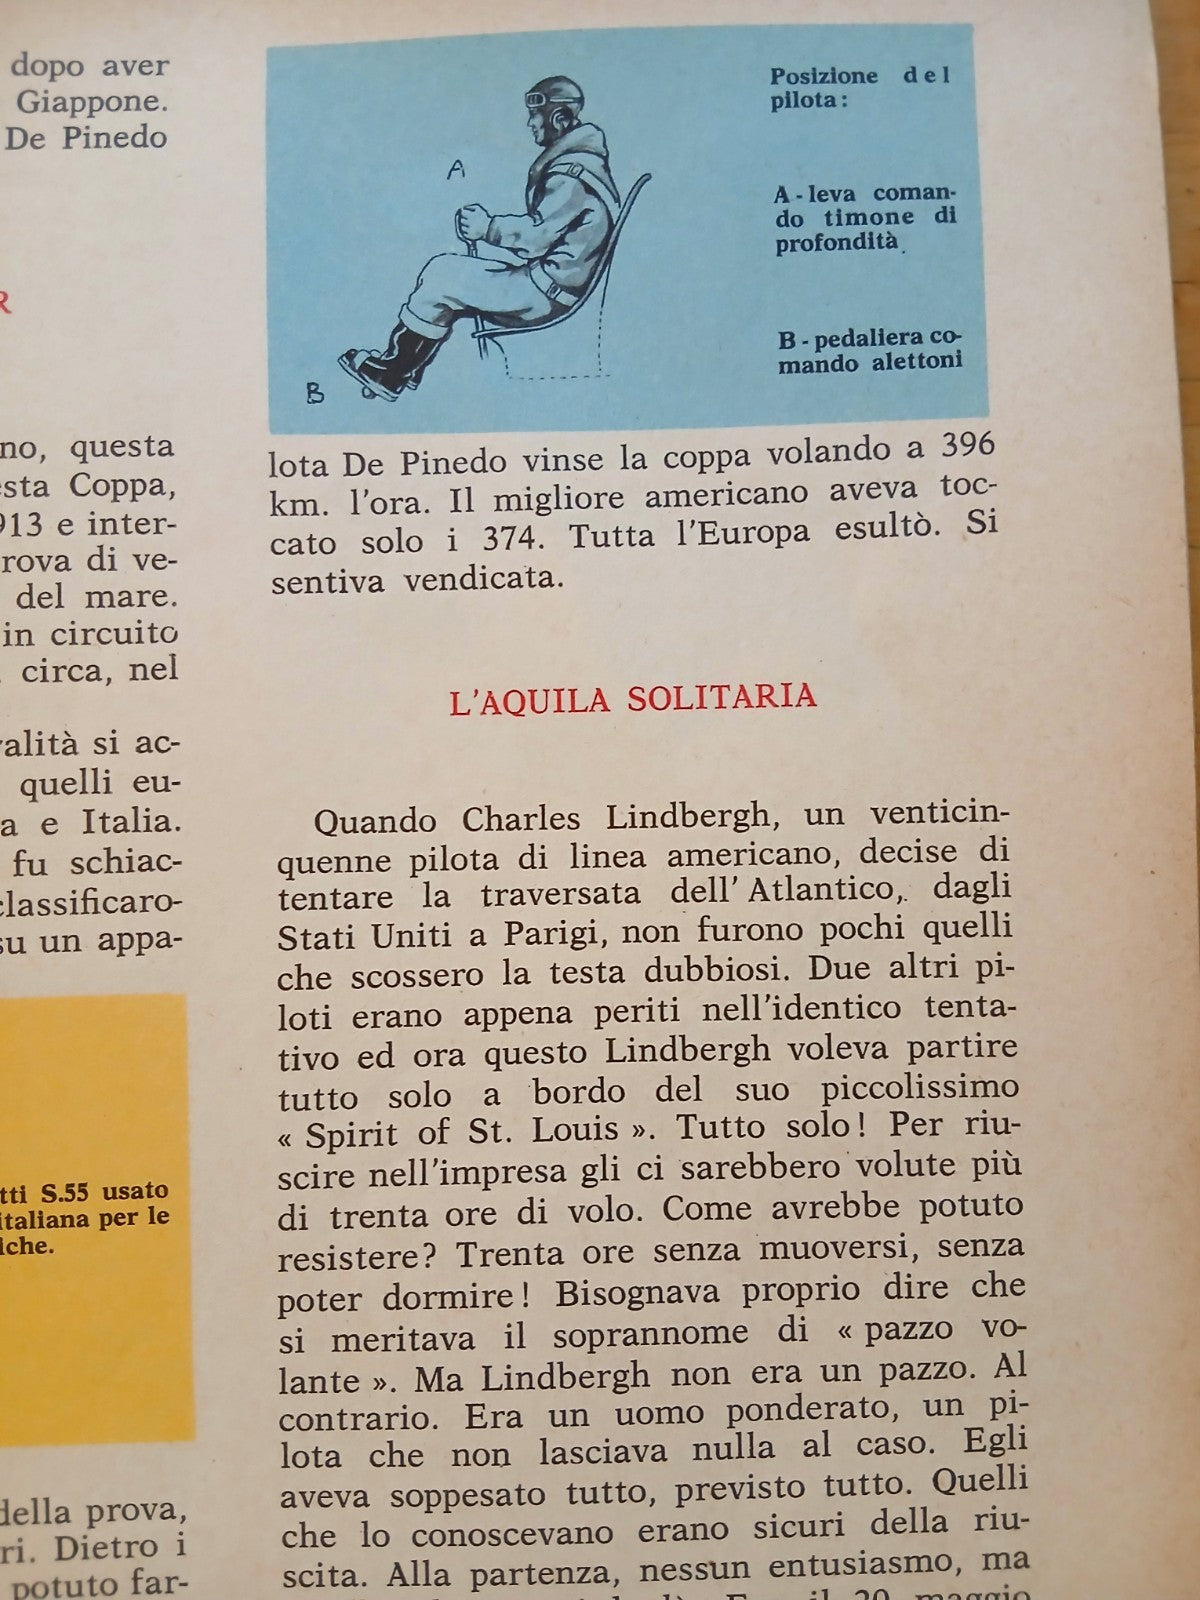 dopo aver
Giappone.
De Pinedo
R
no, questa
sta Coppa,
913 e inter-
rova di ve-
del mare.
in circuito
circa, nel
alità si ac-
quelli eu-
a e Italia.
fu schiac-
classificaro-
su un appa-
tti S.55 usato
italiana per le
iche.
della prova,
ri. Dietro i
potuto far-
A
B
Posizione del
pilota:
A - leva coman-
do timone di
profondità
B - pedaliera co-
mando alettoni
lota De Pinedo vinse la coppa volando a 396
km. l'ora. Il migliore americano aveva toc-
cato solo i 374. Tutta l'Europa esultò. Si
sentiva vendicata.
L'AQUILA SOLITARIA
Quando Charles Lindbergh, un venticin-
quenne pilota di linea americano, decise di
tentare la traversata dell'Atlantico, dagli
Stati Uniti a Parigi, non furono pochi quelli
che scossero la testa dubbiosi. Due altri pi-
loti erano appena periti nell'identico tenta-
tivo ed ora questo Lindbergh voleva partire
tutto solo a bordo del suo piccolissimo
« Spirit of St. Louis ». Tutto solo! Per riu-
scire nell'impresa gli ci sarebbero volute più
di trenta ore di volo. Come avrebbe potuto
resistere? Trenta ore senza muoversi, senza
poter dormire! Bisognava proprio dire che
si meritava il soprannome di « pazzo vo-
lante ». Ma Lindbergh non era un pazzo. Al
contrario. Era un uomo ponderato, un pi-
lota che non lasciava nulla al caso. Egli
aveva soppesato tutto, previsto tutto. Quelli
che lo conoscevano erano sicuri della riu-
scita. Alla partenza, nessun entusiasmo, ma
il 20 maggio